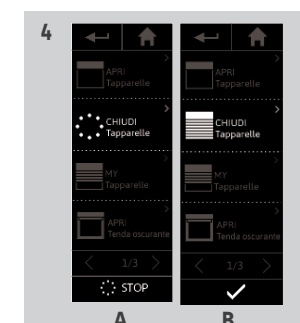 4
APRI
Tapparelle
CHIUDI
Tapparelle
MY
Tapparelle
APRI
Tenda oscurante
1/3
STOP
A
APRI
Tapparelle
CHIUDI
Tapparelle
MY
Tapparelle
APRI
Tenda oscurante
1/3
B